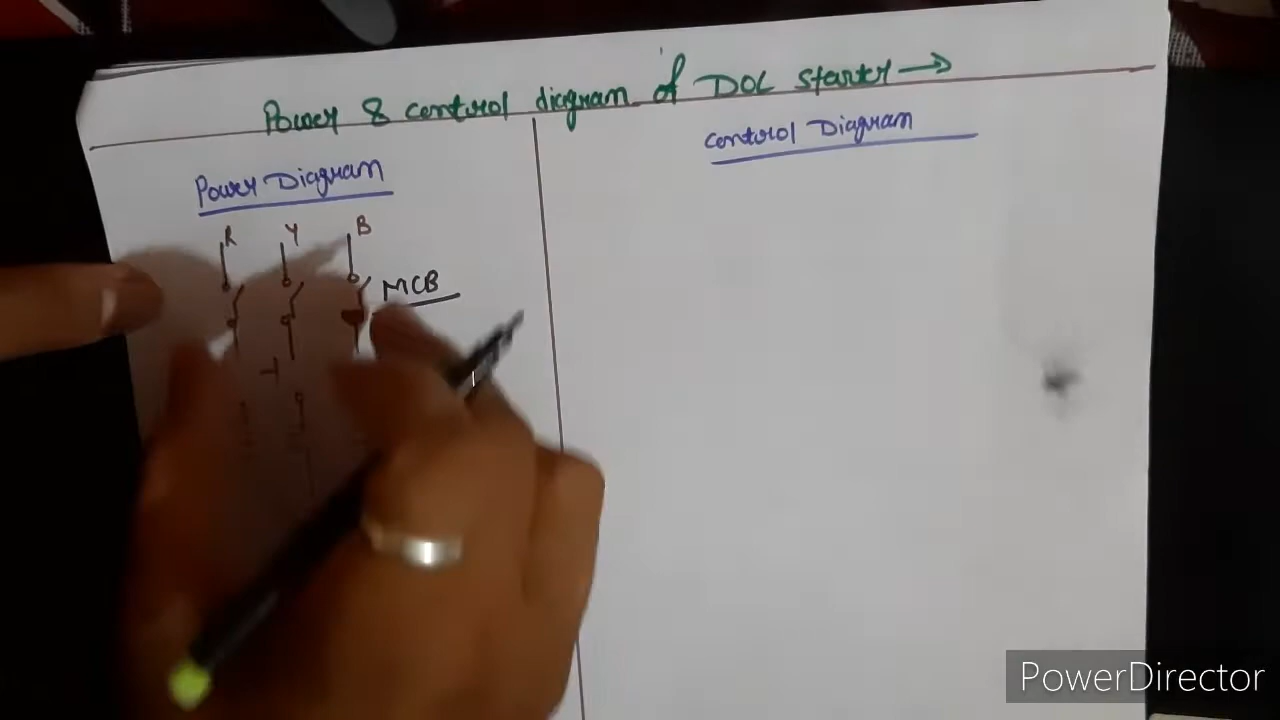 Power & control diagram of DOL starter →
Power Diagram
Control Diagram
R Y B
MCB
PowerDirector